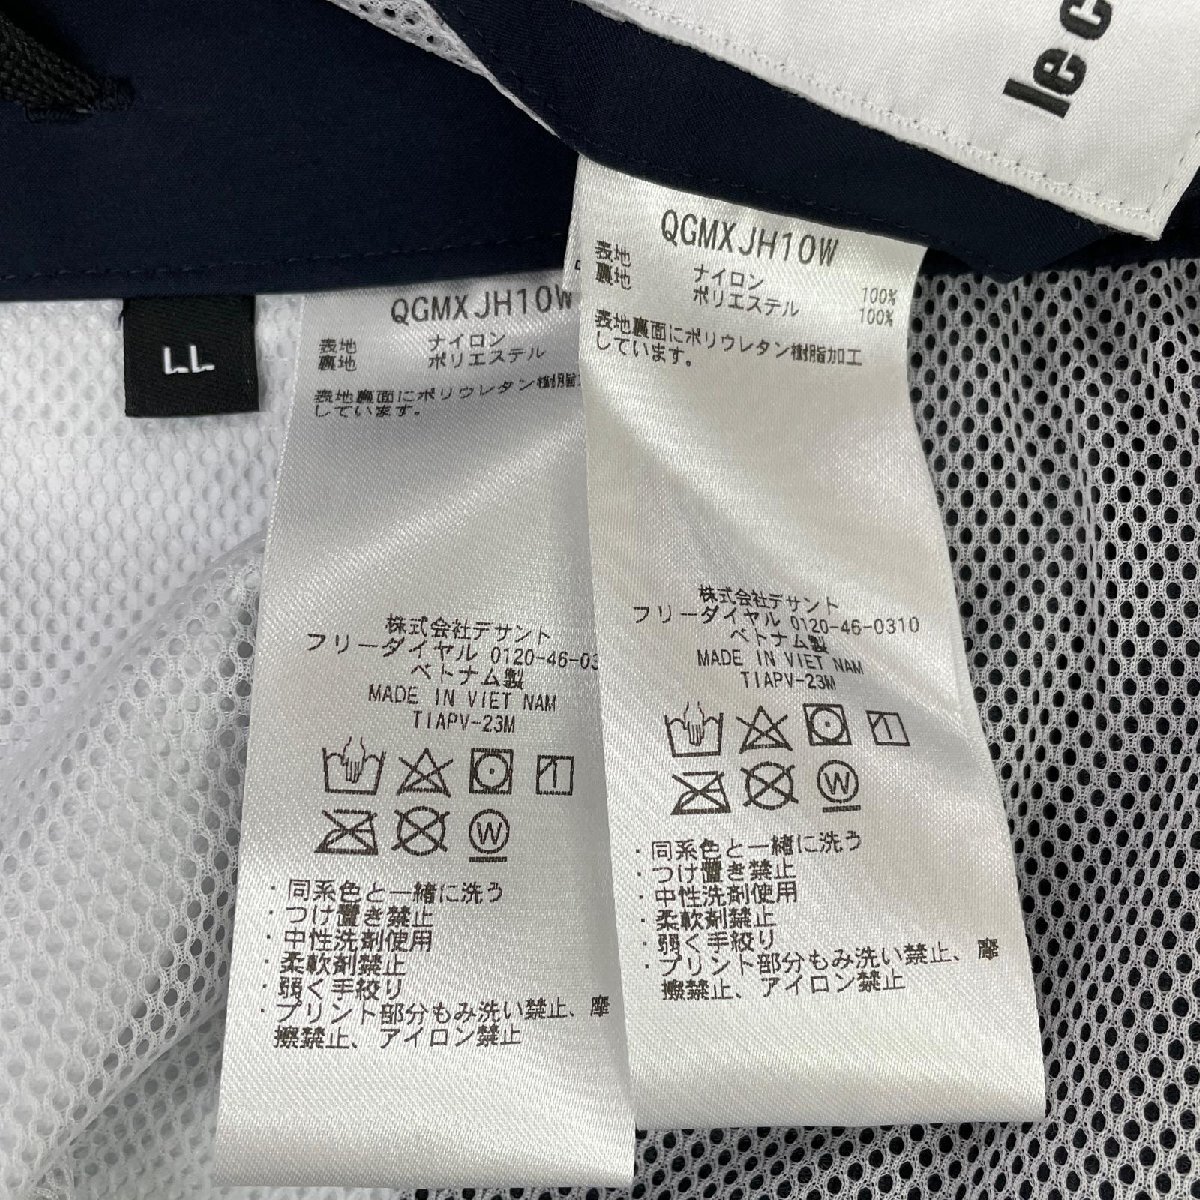 le c
LL
QGMXJH10W
表地 ナイロン
裏地 ポリエステル
表地裏面にポリウレタン樹脂
しています。
株式会社デサント
フリーダイヤル 0120-46-03
ベトナム製
MADE IN VIET NAM
TIAPV-23M
W
・同系色と一緒に洗う
・つけ置き禁止
・中性洗剤使用
・柔軟剤禁止
・弱く手絞り
・プリント部分もみ洗い禁止、摩
擦禁止、アイロン禁止
QGMXJH10W
表地 ナイロン 100%
裏地 ポリエステル 100%
表地裏面にポリウレタン樹脂加工
しています。
株式会社デサント
フリーダイヤル 0120-46-0310
ベトナム製
MADE IN VIET NAM
TIAPV-23M
W
・同系色と一緒に洗う
・つけ置き禁止
・中性洗剤使用
・柔軟剤禁止
・弱く手絞り
・プリント部分もみ洗い禁止、摩
擦禁止、アイロン禁止